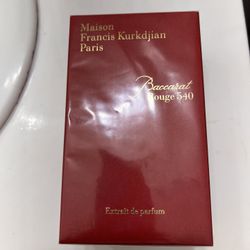 Maison
Francis Kurkdjian
Paris
Baccarat
Rouge 540
Extrait de parfum